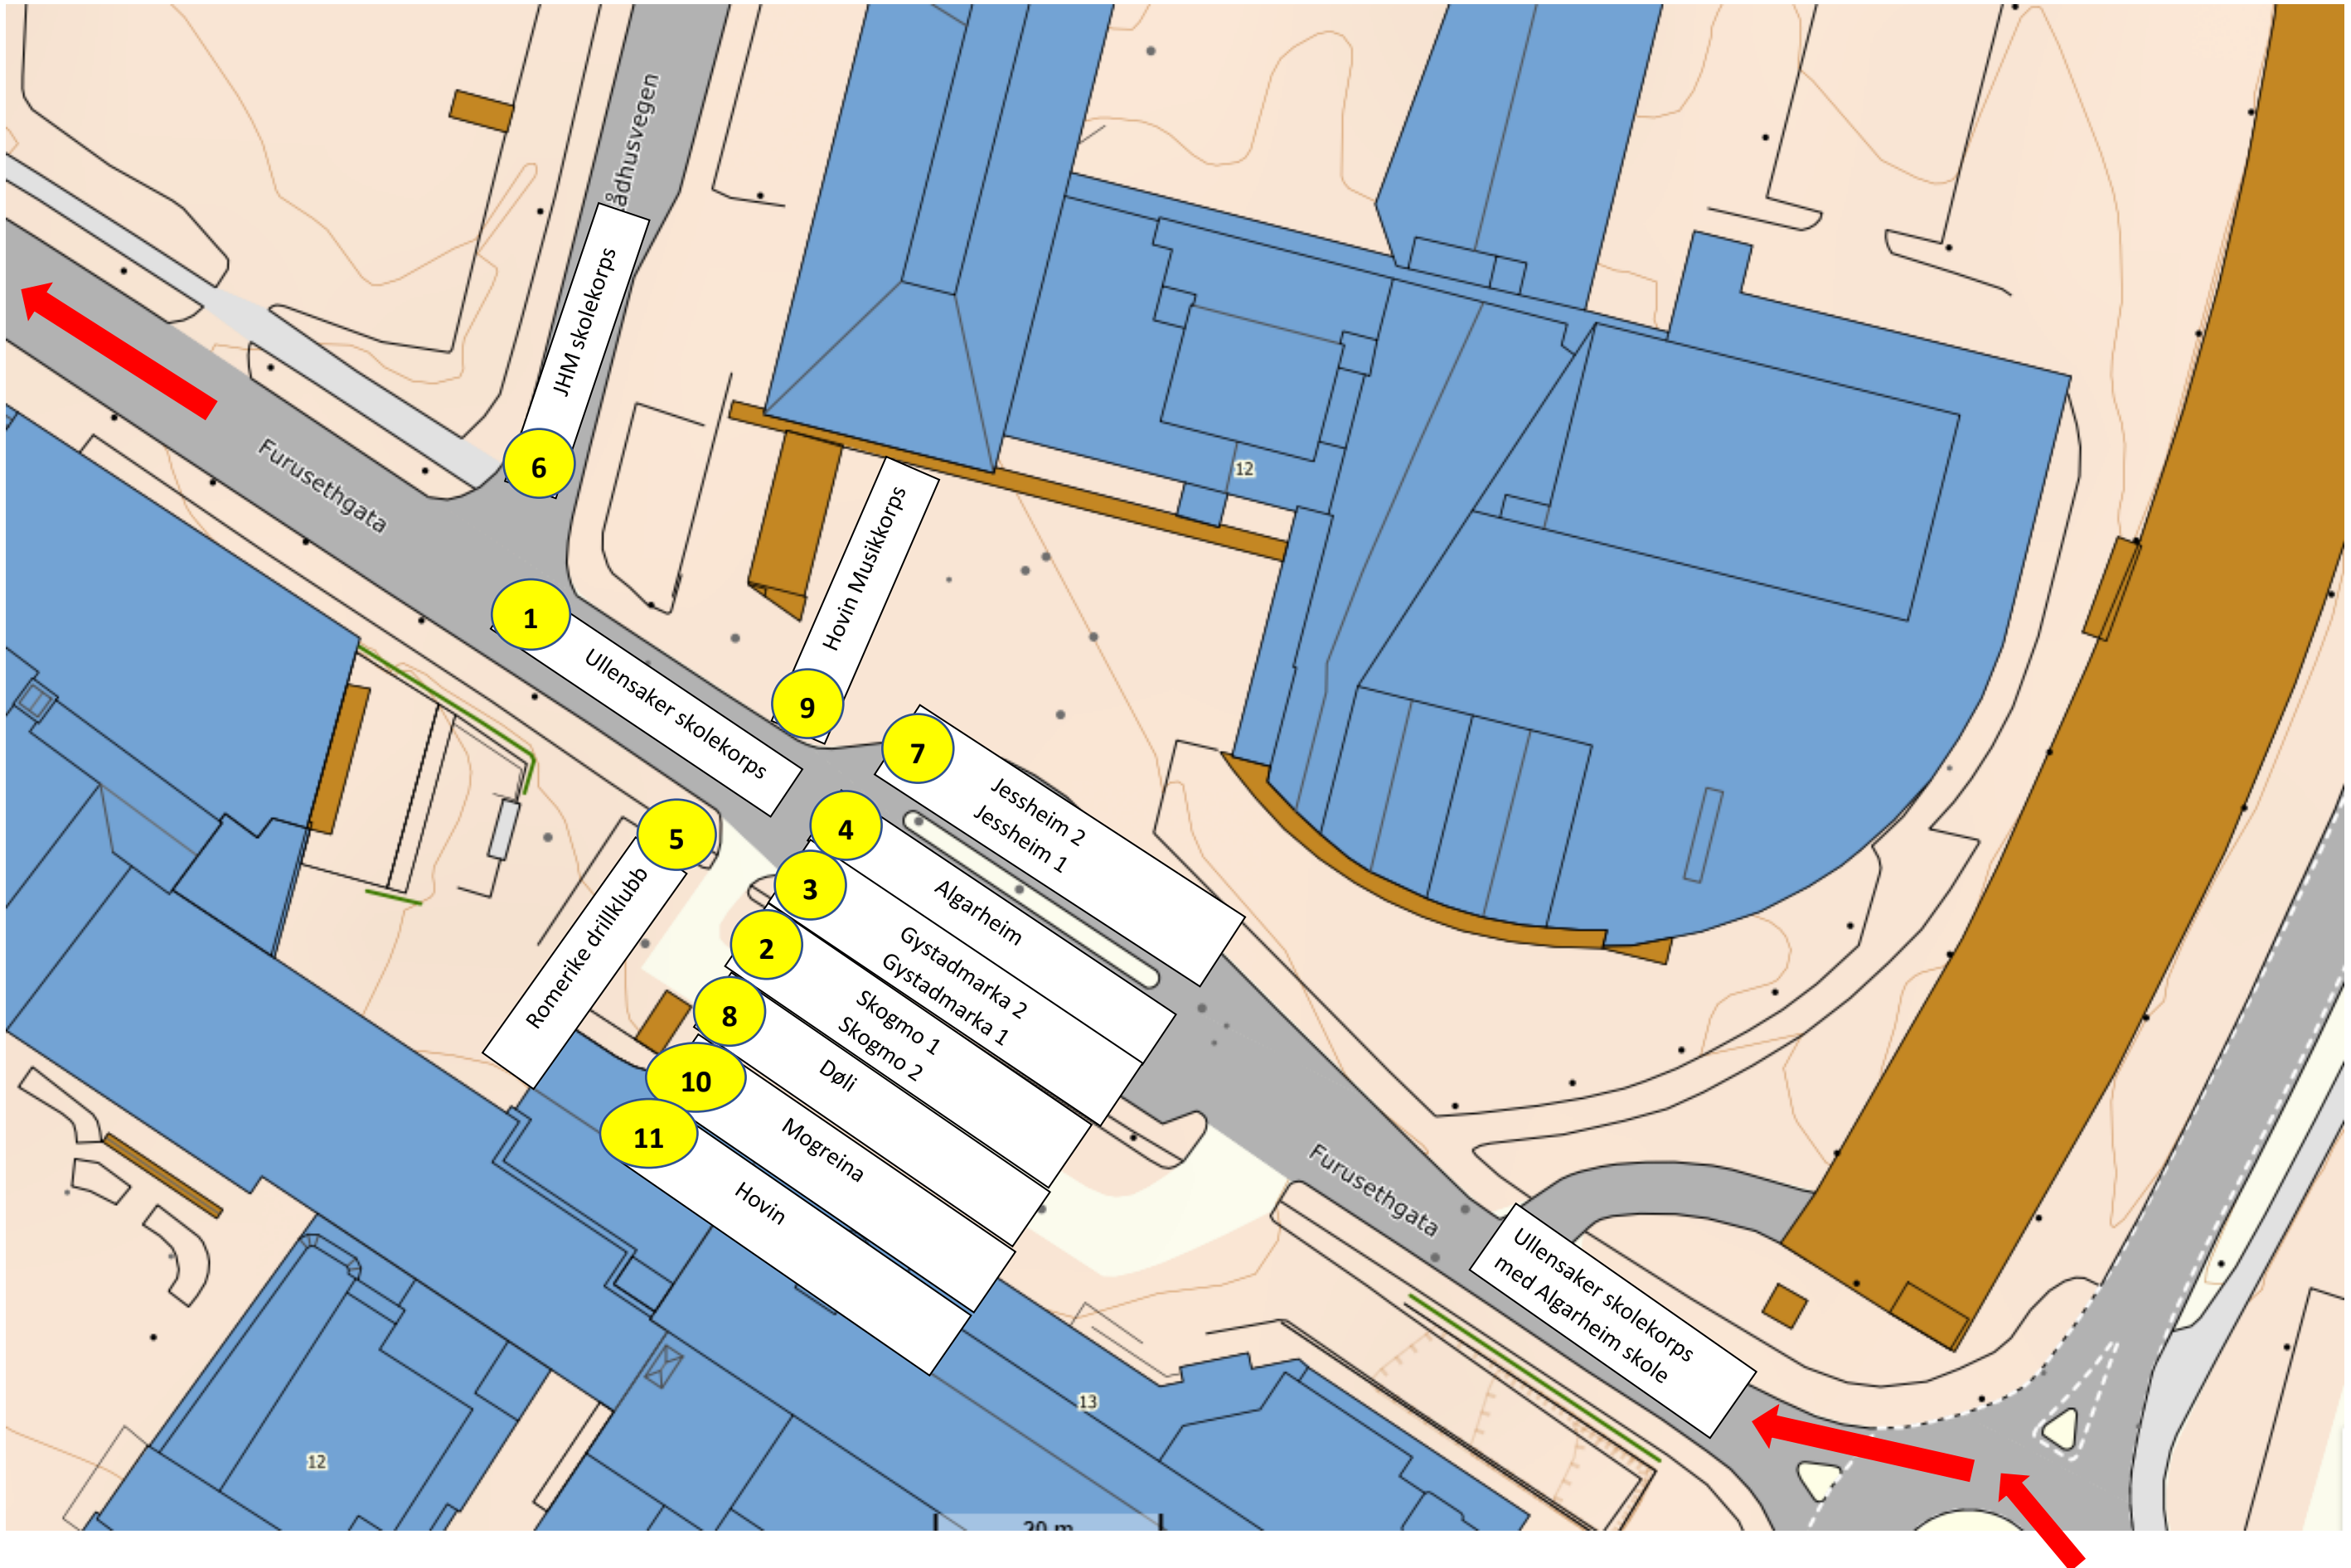 ådhusvegen
JHM skolekorps
6
Furusethgata
12
Hovin Musikkorps
9
1
Ullensaker skolekorps
7
Jessheim 2
Jessheim 1
5
Romerike drillklubb
4
Algarheim
3
Gystadmarka 2
Gystadmarka 1
2
Skogmo 1
Skogmo 2
8
Døli
10
Mogreina
11
Hovin
Furusethgata
Ullensaker skolekorps
med Algarheim skole
13
12
20 m